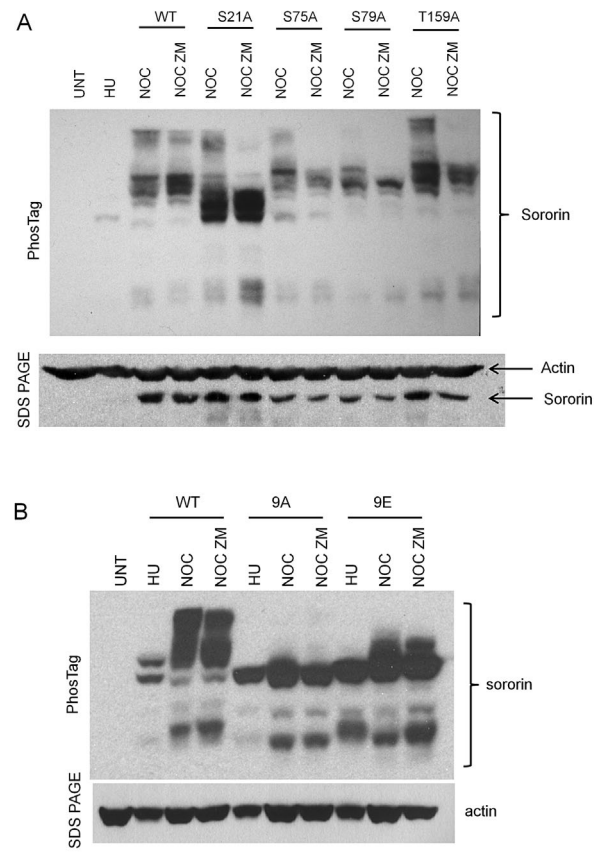 A
WT S21A S75A S79A T159A
UNT HU NOC NOC ZM NOC NOC ZM NOC NOC ZM NOC NOC ZM NOC NOC ZM
PhosTag
Sororin
SDS PAGE
Actin
Sororin
B
WT 9A 9E
UNT HU NOC NOC ZM HU NOC NOC ZM HU NOC NOC ZM
PhosTag
sororin
SDS PAGE
actin